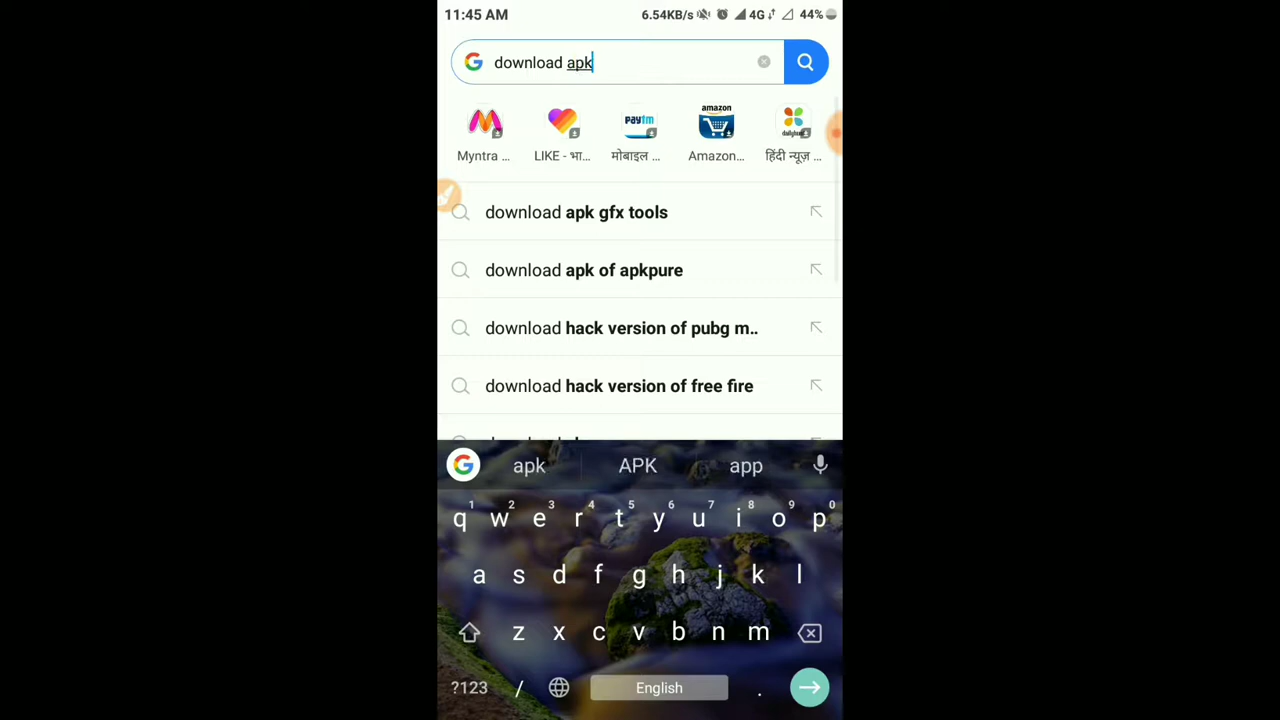 11:45 AM 6.54KB/s 4G 44%
download apk
amazon
paytm
dailyhunt
Myntra ... LIKE - भा... मोबाइल ... Amazon... हिंदी न्यूज़ ...
download apk gfx tools
download apk of apkpure
download hack version of pubg m..
download hack version of free fire
apk APK app
1 2 3 4 5 6 7 8 9 0
q w e r t y u i o p
a s d f g h j k l
z x c v b n m
?123 / English .